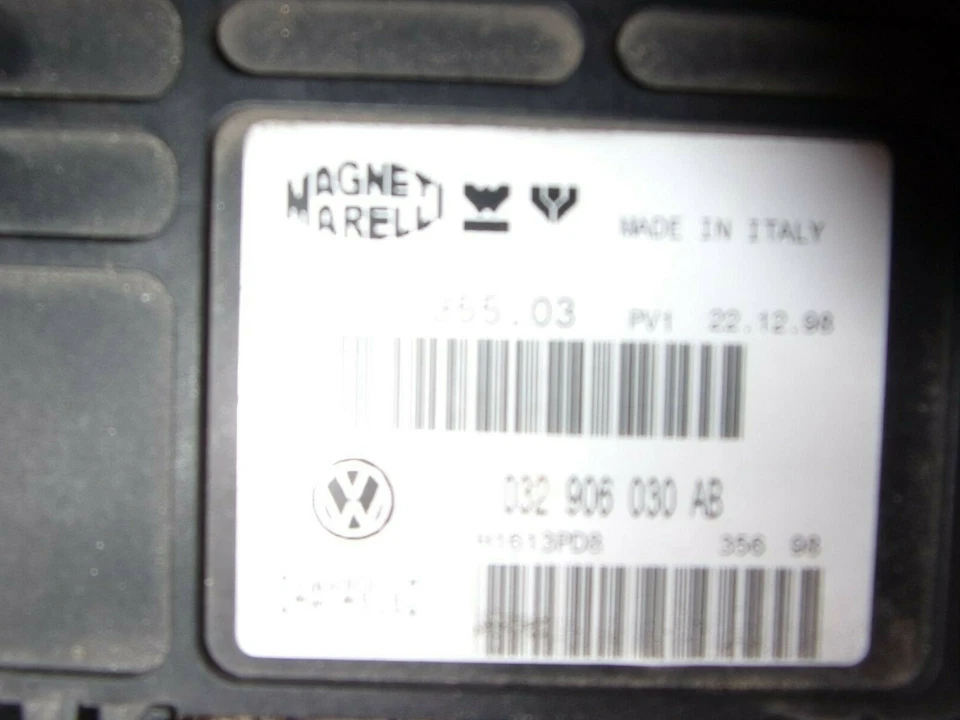 MAGNETI
MARELLI
MADE IN ITALY
.03 PV1 22.12.98
032 906 030 AB
356 98